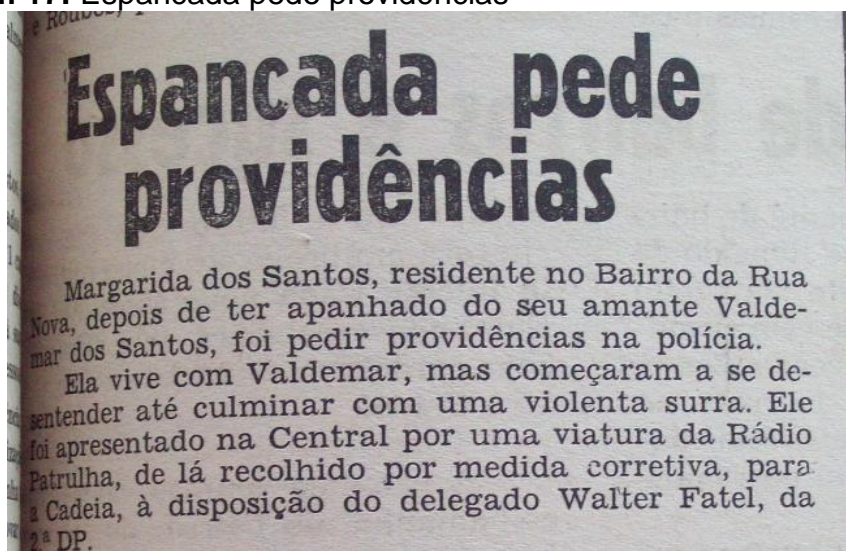 Espancada pede providências
e Roubos,
Espancada pede
providências
Margarida dos Santos, residente no Bairro da Rua
Nova, depois de ter apanhado do seu amante Valde-
mar dos Santos, foi pedir providências na polícia.
Ela vive com Valdemar, mas começaram a se de-
sentender até culminar com uma violenta surra. Ele
foi apresentado na Central por uma viatura da Rádio
Patrulha, de lá recolhido por medida corretiva, para
a Cadeia, à disposição do delegado Walter Fatel, da
2ª DP.